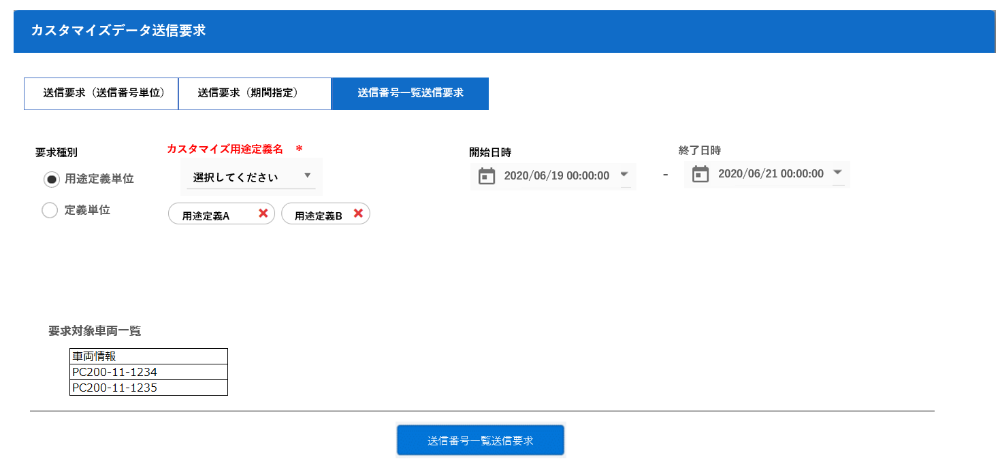 カスタマイズデータ送信要求
送信要求（送信番号単位） 送信要求（期間指定） 送信番号一覧送信要求
要求種別 カスタマイズ用途定義名 * 開始日時 終了日時
用途定義単位 選択してください 2020/06/19 00:00:00 - 2020/06/21 00:00:00
定義単位 用途定義A 用途定義B
要求対象車両一覧
車両情報
PC200-11-1234
PC200-11-1235
送信番号一覧送信要求